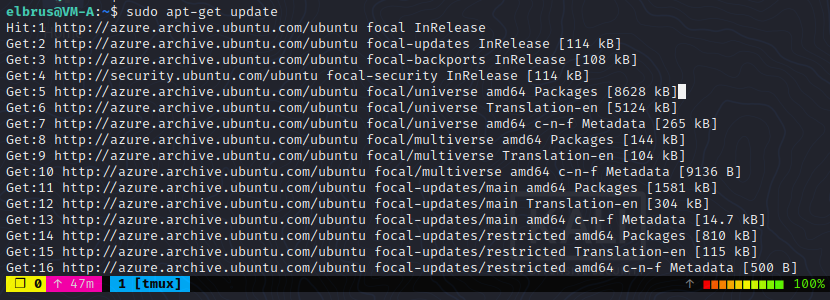 elbrus@VM-A:~$ sudo apt-get update
Hit:1 http://azure.archive.ubuntu.com/ubuntu focal InRelease
Get:2 http://azure.archive.ubuntu.com/ubuntu focal-updates InRelease [114 kB]
Get:3 http://azure.archive.ubuntu.com/ubuntu focal-backports InRelease [108 kB]
Get:4 http://security.ubuntu.com/ubuntu focal-security InRelease [114 kB]
Get:5 http://azure.archive.ubuntu.com/ubuntu focal/universe amd64 Packages [8628 kB]
Get:6 http://azure.archive.ubuntu.com/ubuntu focal/universe Translation-en [5124 kB]
Get:7 http://azure.archive.ubuntu.com/ubuntu focal/universe amd64 c-n-f Metadata [265 kB]
Get:8 http://azure.archive.ubuntu.com/ubuntu focal/multiverse amd64 Packages [144 kB]
Get:9 http://azure.archive.ubuntu.com/ubuntu focal/multiverse Translation-en [104 kB]
Get:10 http://azure.archive.ubuntu.com/ubuntu focal/multiverse amd64 c-n-f Metadata [9136 B]
Get:11 http://azure.archive.ubuntu.com/ubuntu focal-updates/main amd64 Packages [1581 kB]
Get:12 http://azure.archive.ubuntu.com/ubuntu focal-updates/main Translation-en [304 kB]
Get:13 http://azure.archive.ubuntu.com/ubuntu focal-updates/main amd64 c-n-f Metadata [14.7 kB]
Get:14 http://azure.archive.ubuntu.com/ubuntu focal-updates/restricted amd64 Packages [810 kB]
Get:15 http://azure.archive.ubuntu.com/ubuntu focal-updates/restricted Translation-en [115 kB]
Get:16 http://azure.archive.ubuntu.com/ubuntu focal-updates/restricted amd64 c-n-f Metadata [500 B]
❐ 0 ↑ 47m 1 [tmux] ↑ 100%